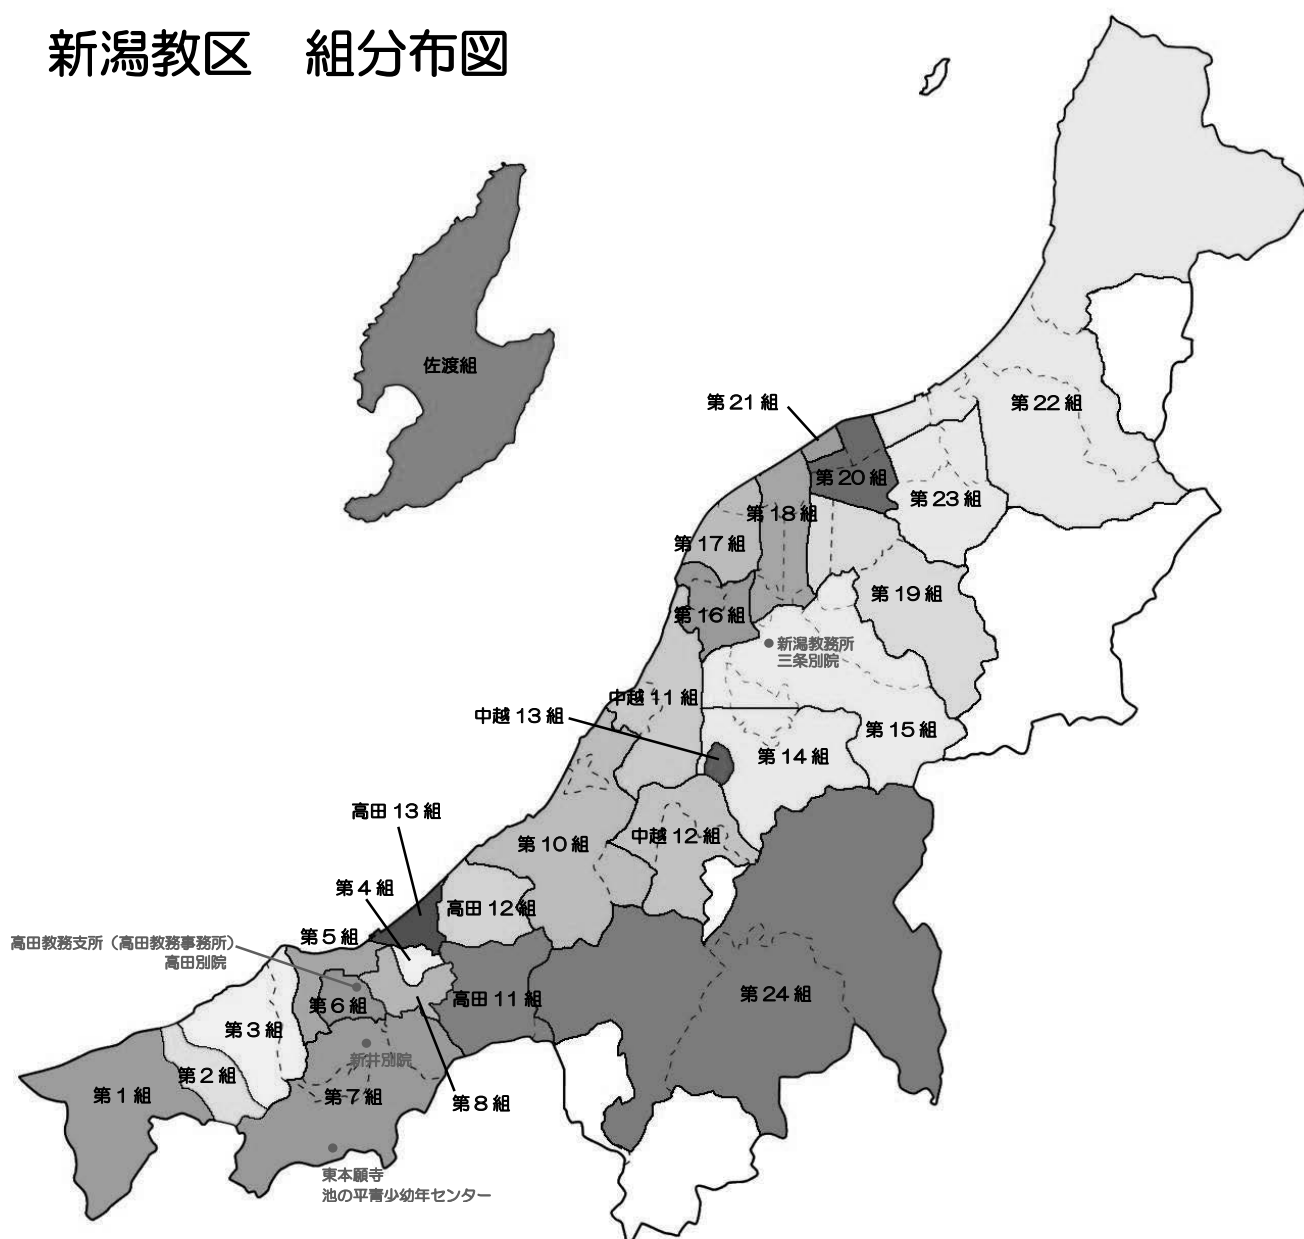 新潟教区 組分布図
佐渡組
第21組
第22組
第20組
第23組
第18組
第17組
第19組
第16組
新潟教務所
三条別院
中越11組
中越13組
第15組
第14組
高田13組
中越12組
第10組
第4組
高田12組
第5組
高田教務支所（高田教務事務所）
高田別院
第24組
高田11組
第6組
第3組
新井別院
第2組
第1組
第7組
第8組
東本願寺
池の平青少幼年センター